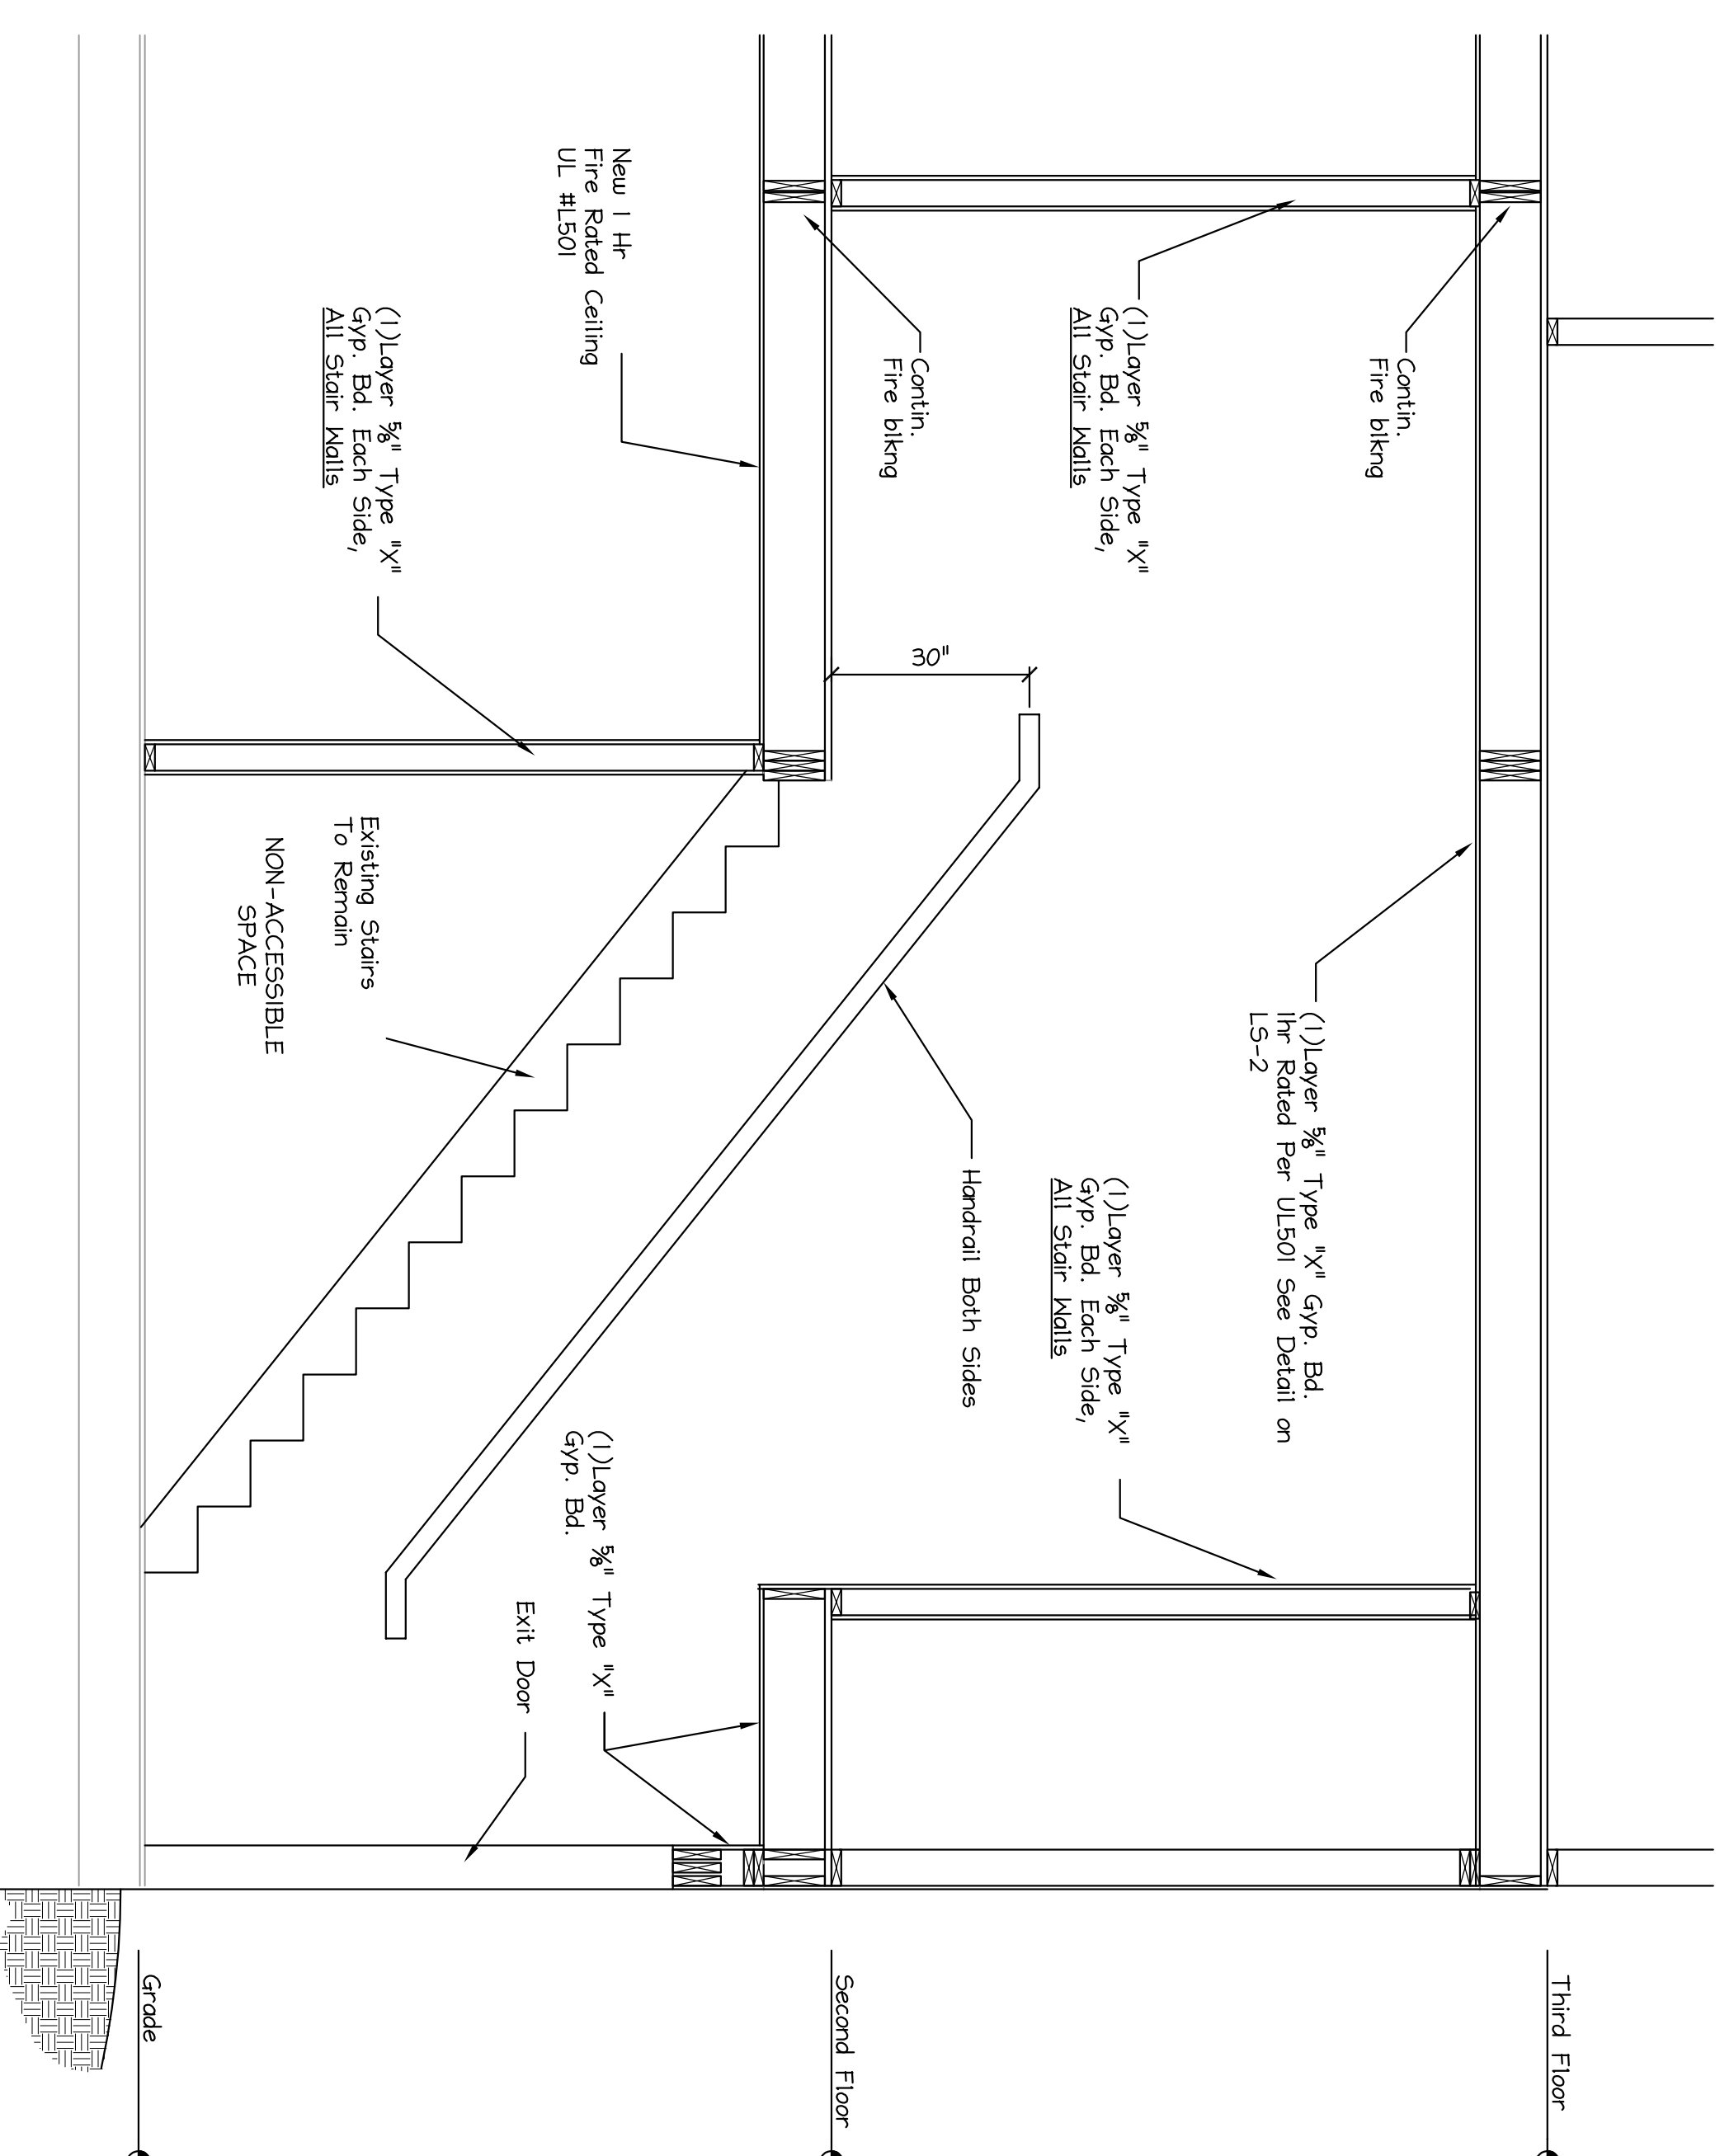 Third Floor
Contin.
Fire blkng
(1)Layer 5/8" Type "X" Gyp. Bd.
1hr Rated Per UL501 See Detail on
LS-2
(1)Layer 5/8" Type "X"
Gyp. Bd. Each Side,
All Stair Walls
(1)Layer 5/8" Type "X"
Gyp. Bd. Each Side,
All Stair Walls
Handrail Both Sides
30"
Contin.
Fire blkng
Second Floor
New 1 Hr
Fire Rated Ceiling
UL #L501
(1)Layer 5/8" Type "X"
Gyp. Bd.
Exit Door
(1)Layer 5/8" Type "X"
Gyp. Bd. Each Side,
All Stair Walls
Existing Stairs
To Remain
NON-ACCESSIBLE
SPACE
Grade